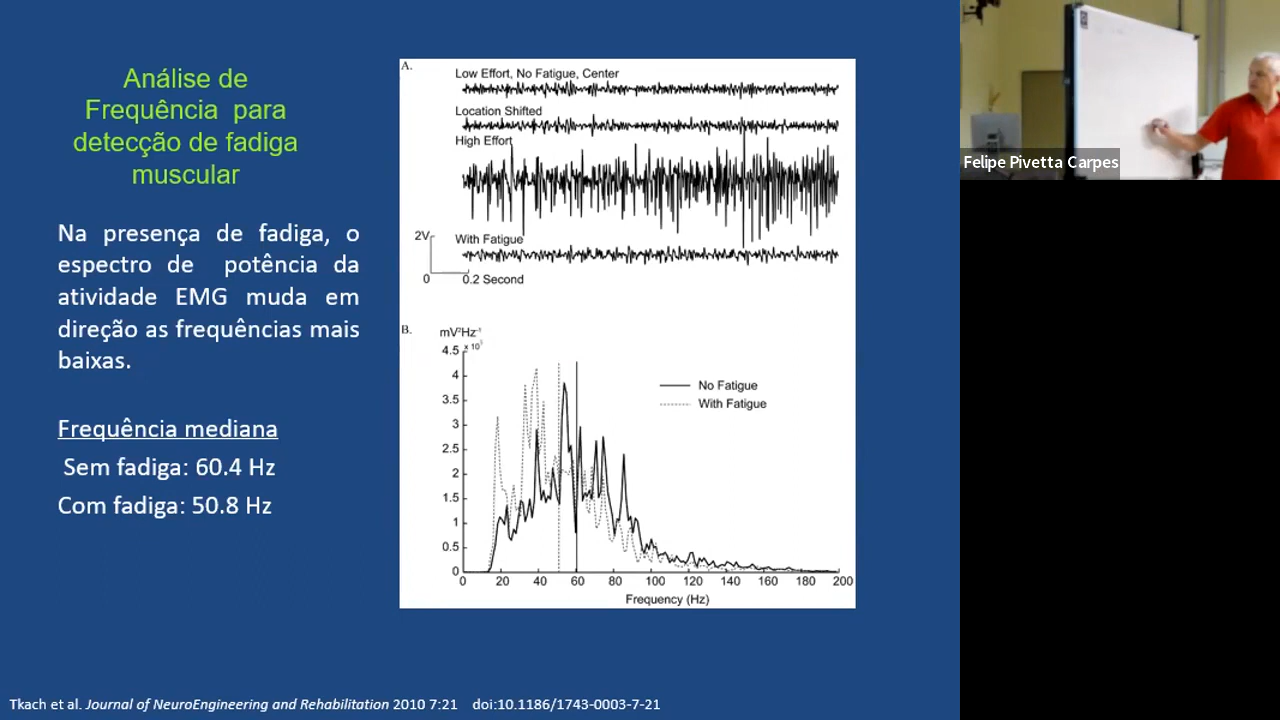 Análise de
Frequência para
detecção de fadiga
muscular
Na presença de fadiga, o
espectro de potência da
atividade EMG muda em
direção as frequências mais
baixas.
Frequência mediana
Sem fadiga: 60.4 Hz
Com fadiga: 50.8 Hz
A.
Low Effort, No Fatigue, Center
Location Shifted
High Effort
With Fatigue
2V
0
0.2 Second
B.
mV²Hz⁻¹
4.5
4
3.5
3
2.5
2
1.5
1
0.5
0
No Fatigue
With Fatigue
0 20 40 60 80 100 120 140 160 180 200
Frequency (Hz)
Tkach et al. Journal of NeuroEngineering and Rehabilitation 2010 7:21 doi:10.1186/1743-0003-7-21
Felipe Pivetta Carpes